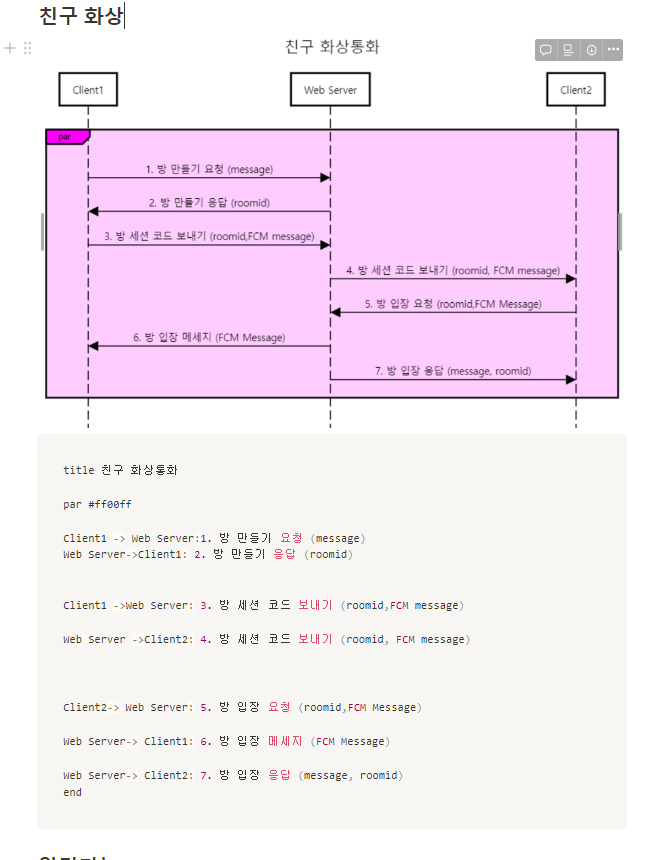 친구 화상
친구 화상통화
Client1
Web Server
Client2
par
1. 방 만들기 요청 (message)
2. 방 만들기 응답 (roomid)
3. 방 세션 코드 보내기 (roomid,FCM message)
4. 방 세션 코드 보내기 (roomid, FCM message)
5. 방 입장 요청 (roomid,FCM Message)
6. 방 입장 메세지 (FCM Message)
7. 방 입장 응답 (message, roomid)
title 친구 화상통화
par #ff00ff
Client1 -> Web Server:1. 방 만들기 요청 (message)
Web Server->Client1: 2. 방 만들기 응답 (roomid)
Client1 ->Web Server: 3. 방 세션 코드 보내기 (roomid,FCM message)
Web Server ->Client2: 4. 방 세션 코드 보내기 (roomid, FCM message)
Client2-> Web Server: 5. 방 입장 요청 (roomid,FCM Message)
Web Server-> Client1: 6. 방 입장 메세지 (FCM Message)
Web Server-> Client2: 7. 방 입장 응답 (message, roomid)
end